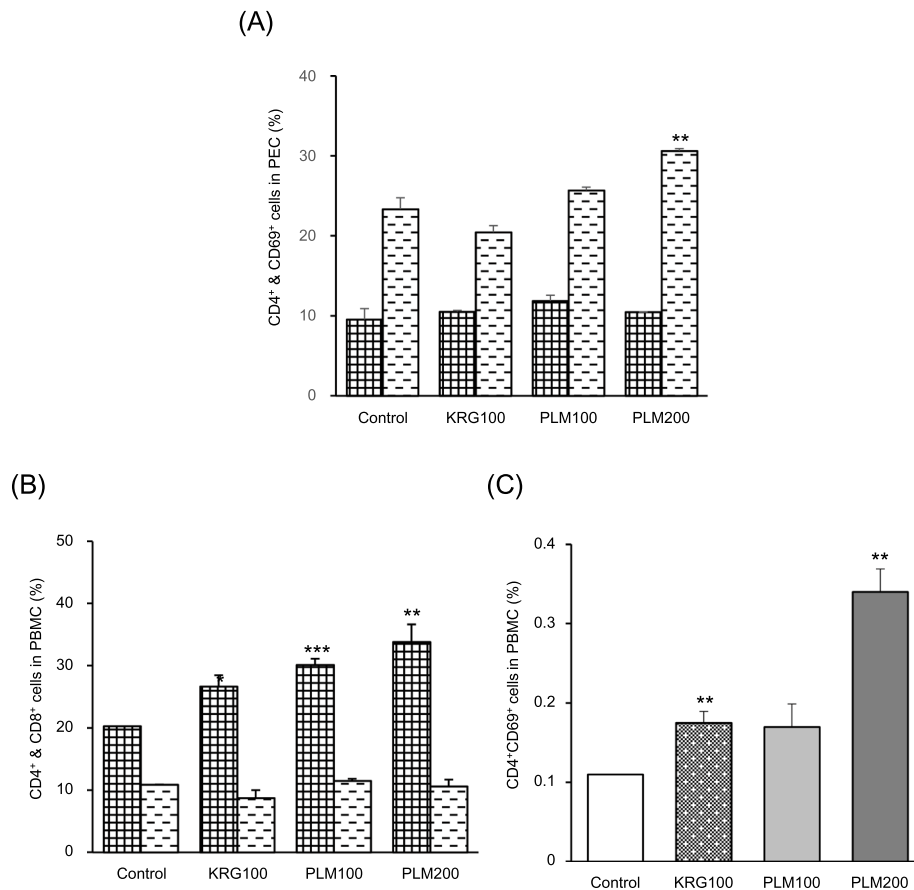 (A)
CD4⁺ & CD69⁺ cells in PEC (%)
40
30
20
10
0
**
Control KRG100 PLM100 PLM200
(B)
CD4⁺ & CD8⁺ cells in PBMC (%)
50
40
30
20
10
0
*
***
**
Control KRG100 PLM100 PLM200
(C)
CD4⁺CD69⁺ cells in PBMC (%)
0.4
0.3
0.2
0.1
0
**
**
Control KRG100 PLM100 PLM200